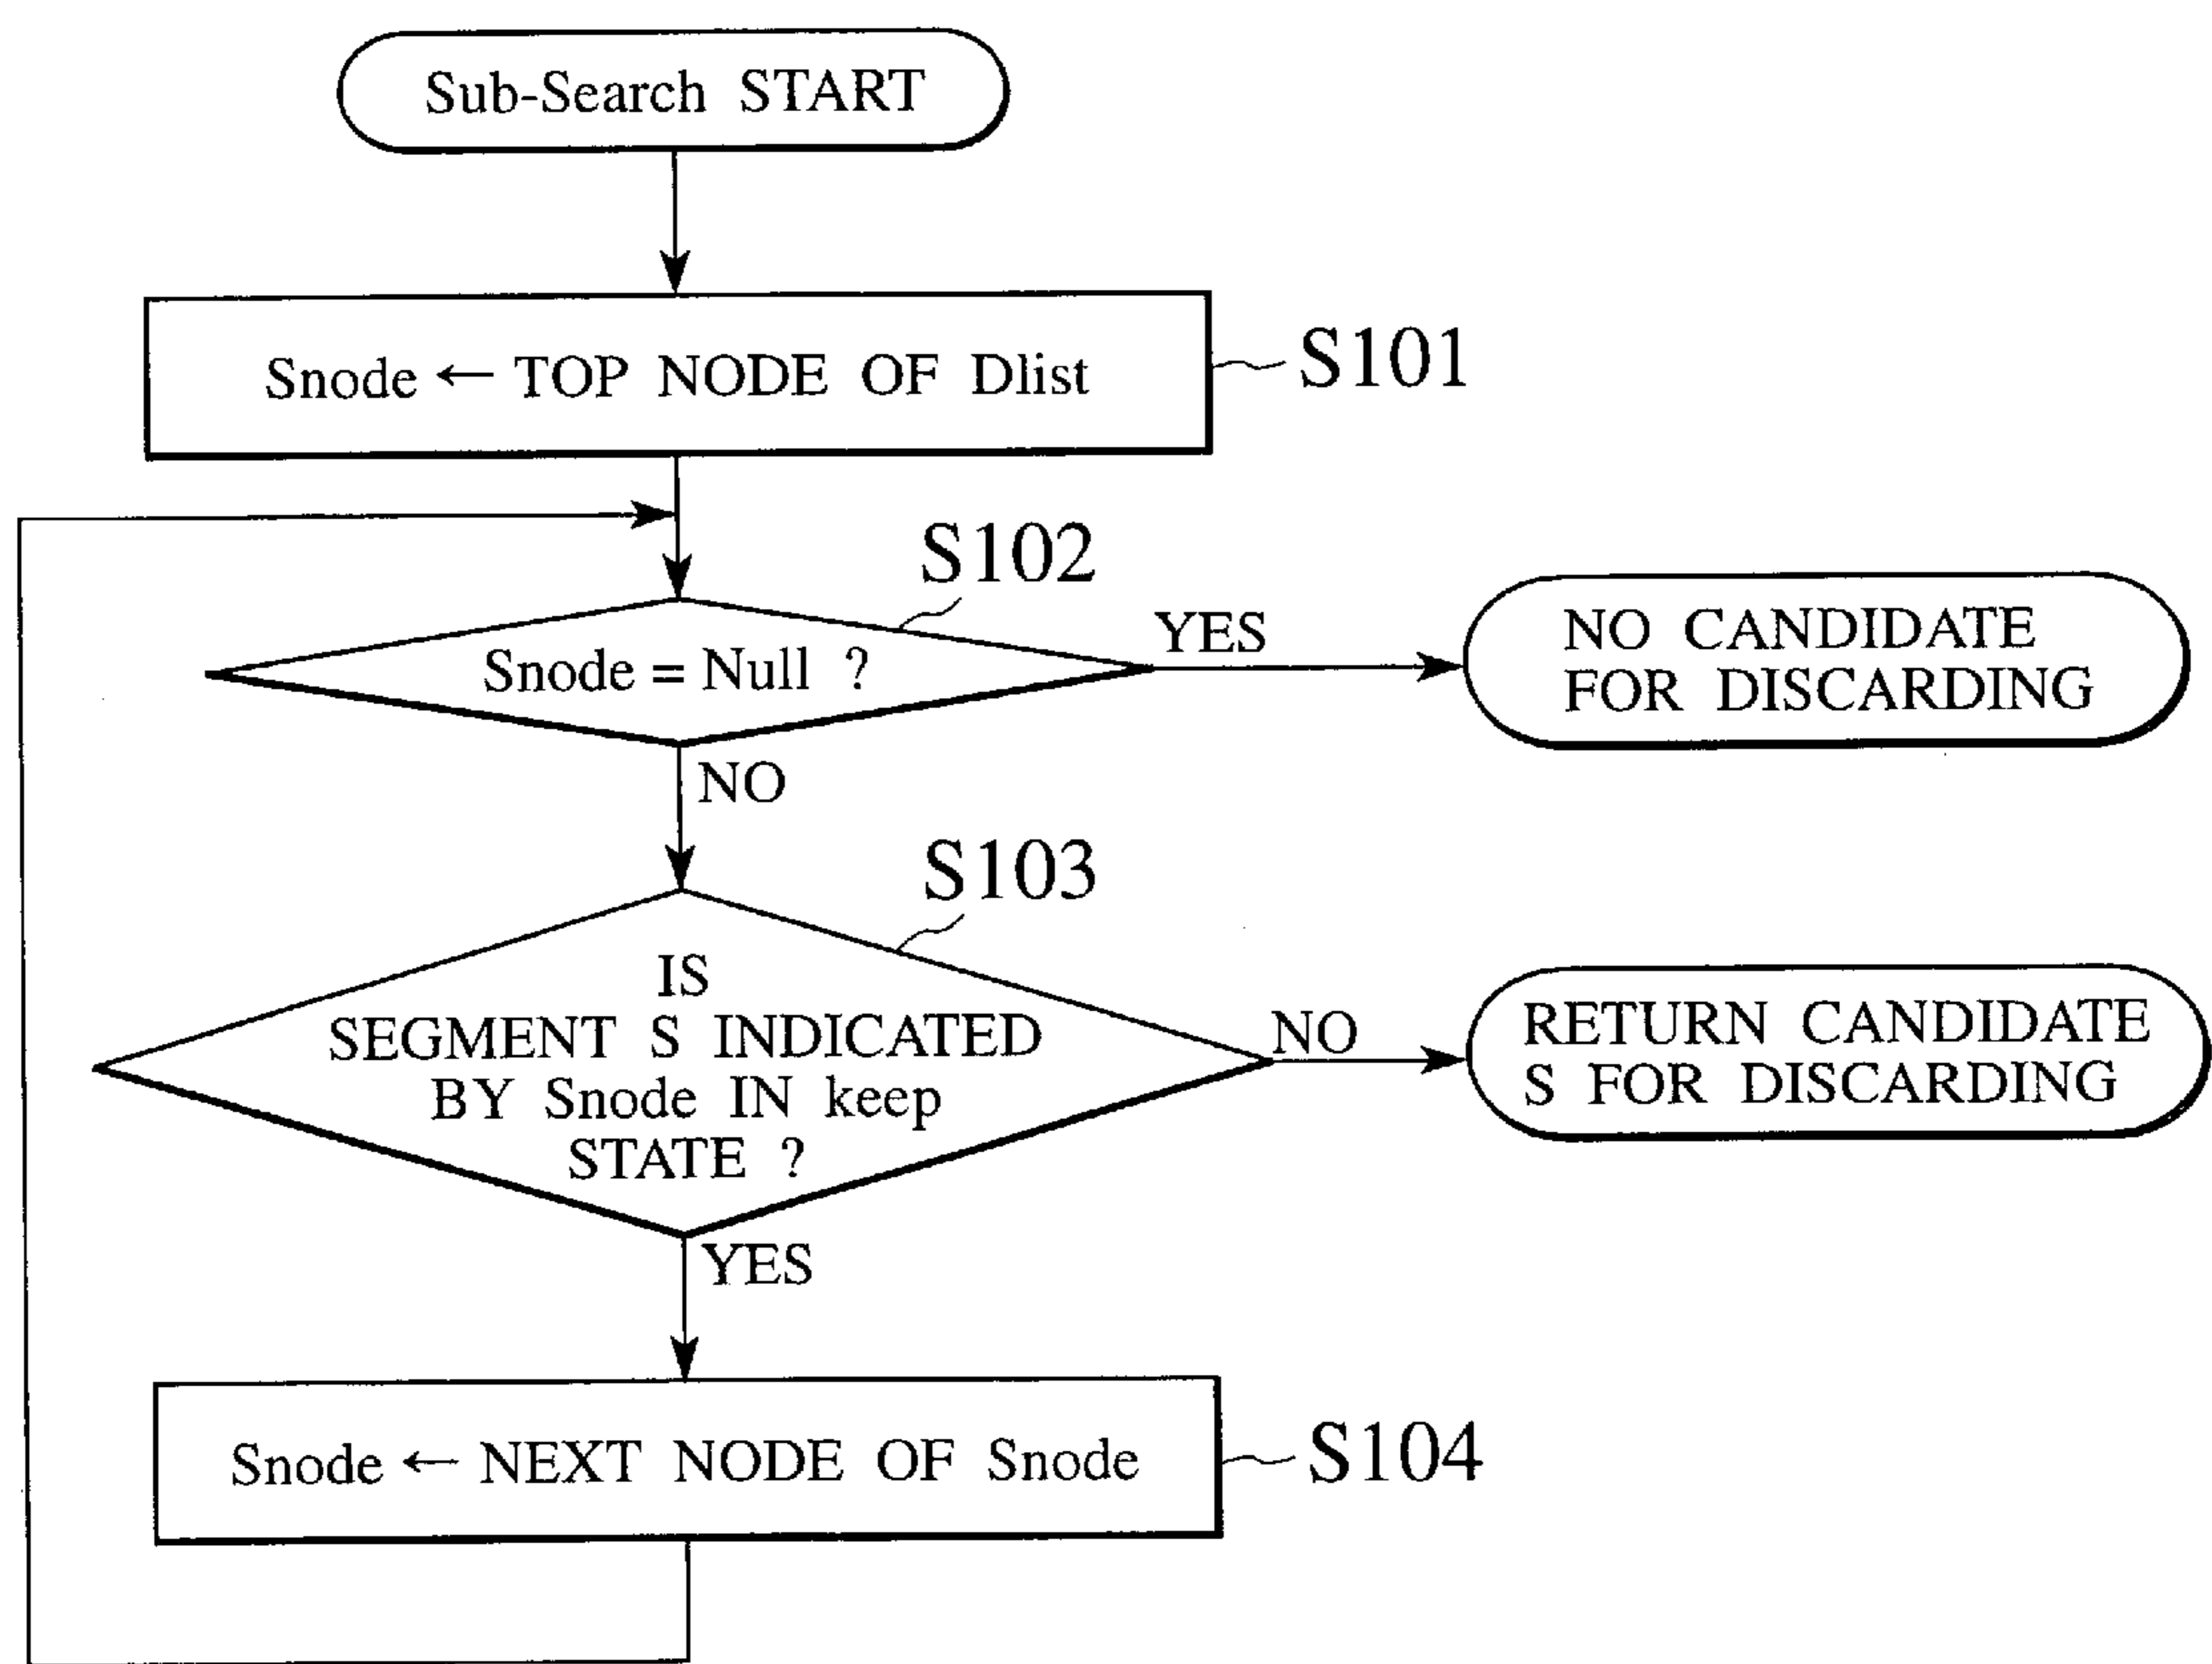 Sub-Search START
Snode ← TOP NODE OF Dlist
S101
S102
Snode = Null ?
YES
NO CANDIDATE
FOR DISCARDING
NO
S103
IS
SEGMENT S INDICATED
BY Snode IN keep
STATE ?
NO
RETURN CANDIDATE
S FOR DISCARDING
YES
Snode ← NEXT NODE OF Snode
S104